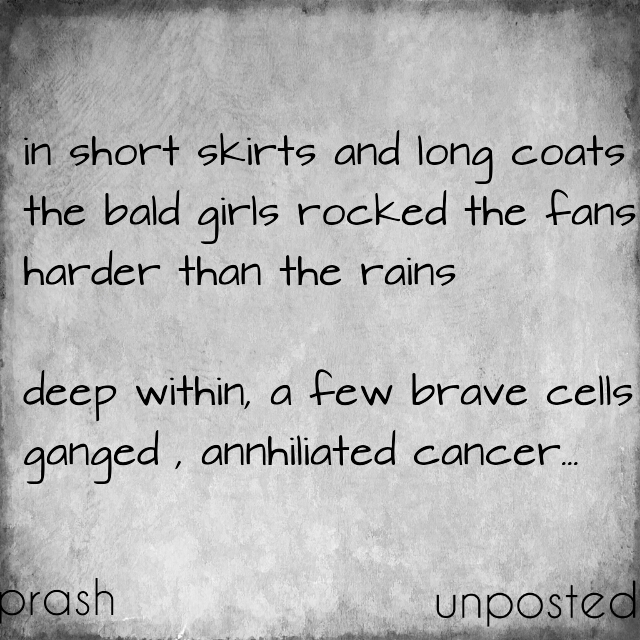 in short skirts and long coats
the bald girls rocked the fans
harder than the rains
deep within, a few brave cells
ganged , annhiliated cancer...
prash
unposted